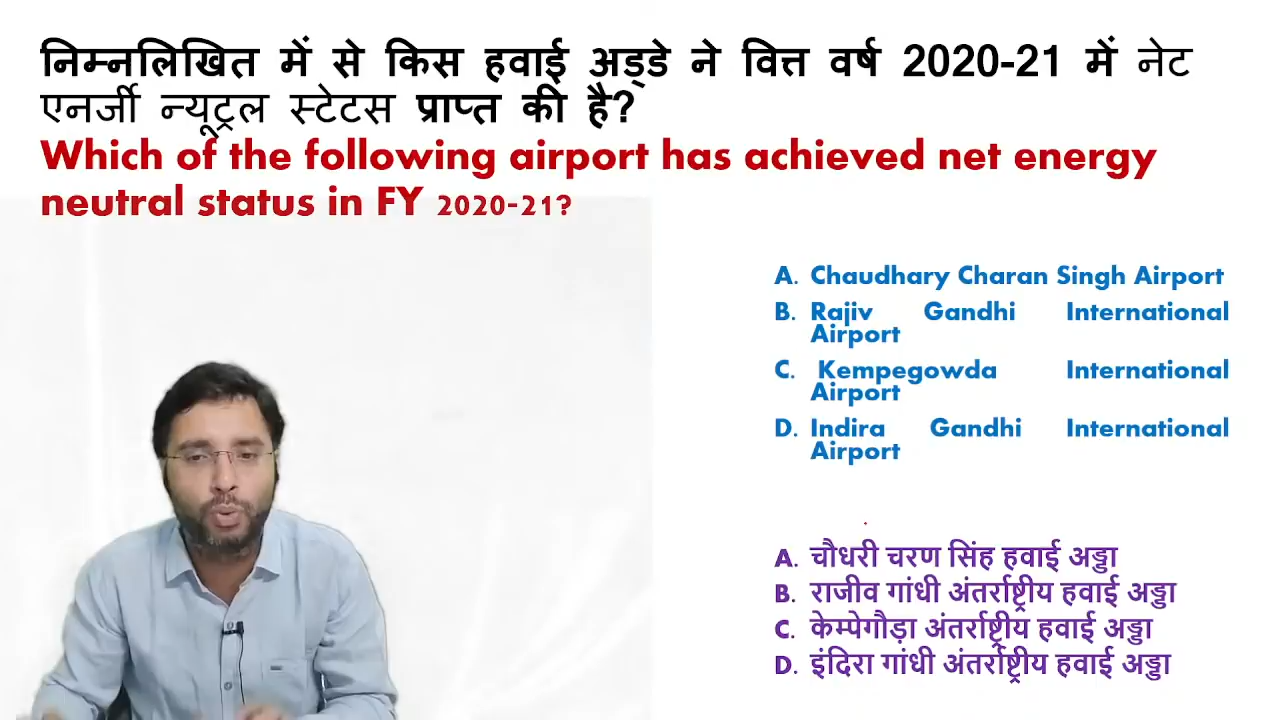 निम्नलिखित में से किस हवाई अड्डे ने वित्त वर्ष 2020-21 में नेट
एनर्जी न्यूट्रल स्टेटस प्राप्त की है?
Which of the following airport has achieved net energy
neutral status in FY 2020-21?
A. Chaudhary Charan Singh Airport
B. Rajiv Gandhi International
Airport
C. Kempegowda International
Airport
D. Indira Gandhi International
Airport
A. चौधरी चरण सिंह हवाई अड्डा
B. राजीव गांधी अंतर्राष्ट्रीय हवाई अड्डा
C. केम्पेगौड़ा अंतर्राष्ट्रीय हवाई अड्डा
D. इंदिरा गांधी अंतर्राष्ट्रीय हवाई अड्डा